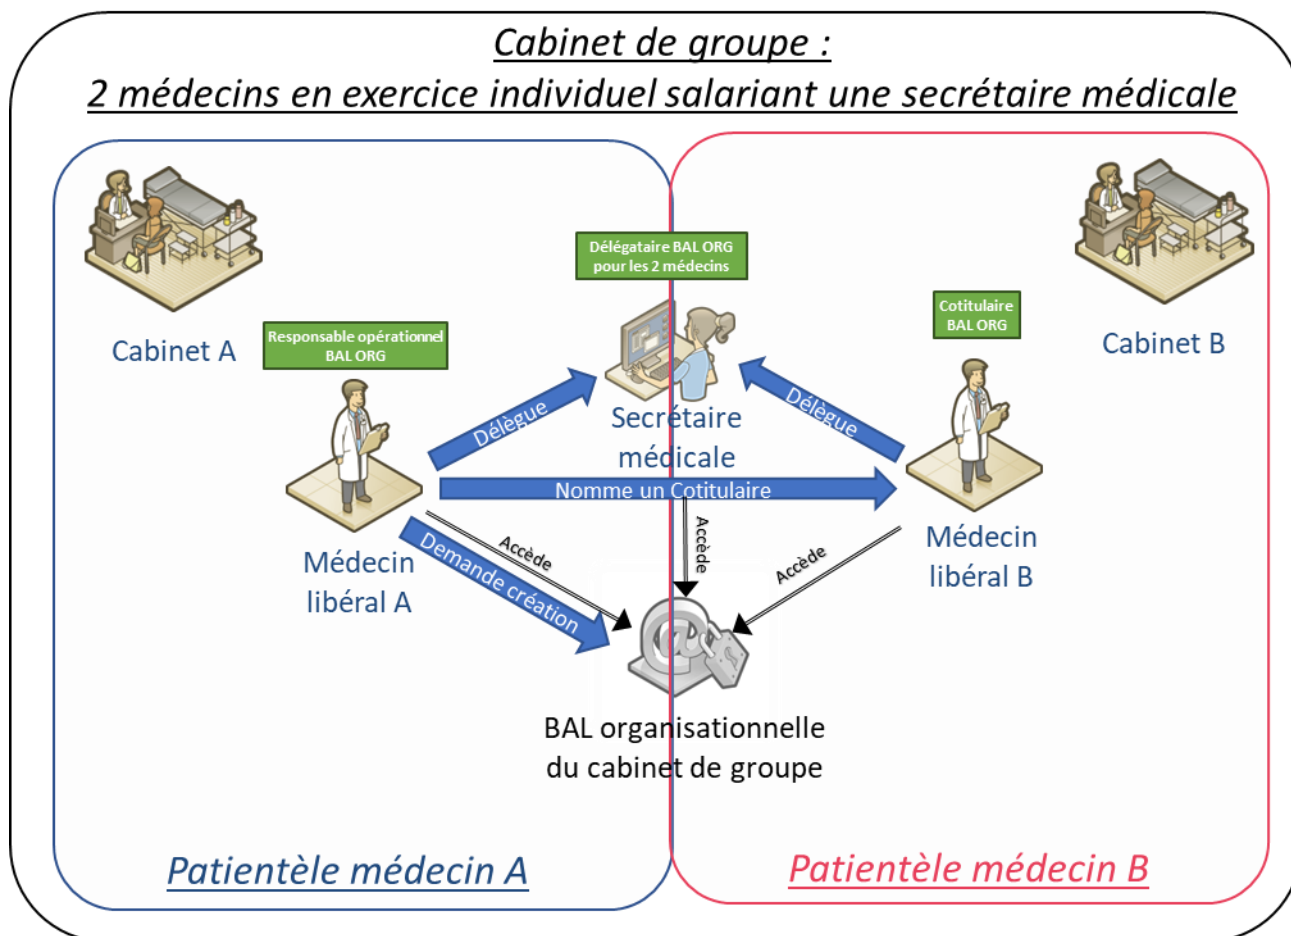 Cabinet de groupe :
2 médecins en exercice individuel salariant une secrétaire médicale
Délégataire BAL ORG
pour les 2 médecins
Cotitulaire
BAL ORG
Responsable opérationnel
BAL ORG
Cabinet A
Cabinet B
Délègue
Secrétaire
médicale
Délègue
Nomme un Cotitulaire
Médecin
libéral A
Accède
Demande création
Accède
Accède
Médecin
libéral B
@
BAL organisationnelle
du cabinet de groupe
Patientèle médecin A
Patientèle médecin B